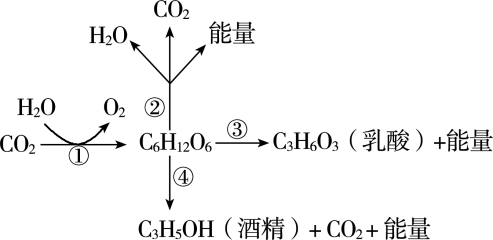 CO₂
H₂O 能量
②
H₂O O₂
CO₂ ① C₆H₁₂O₆ ③ C₃H₆O₃（乳酸）+能量
④
C₃H₅OH（酒精）+CO₂+能量